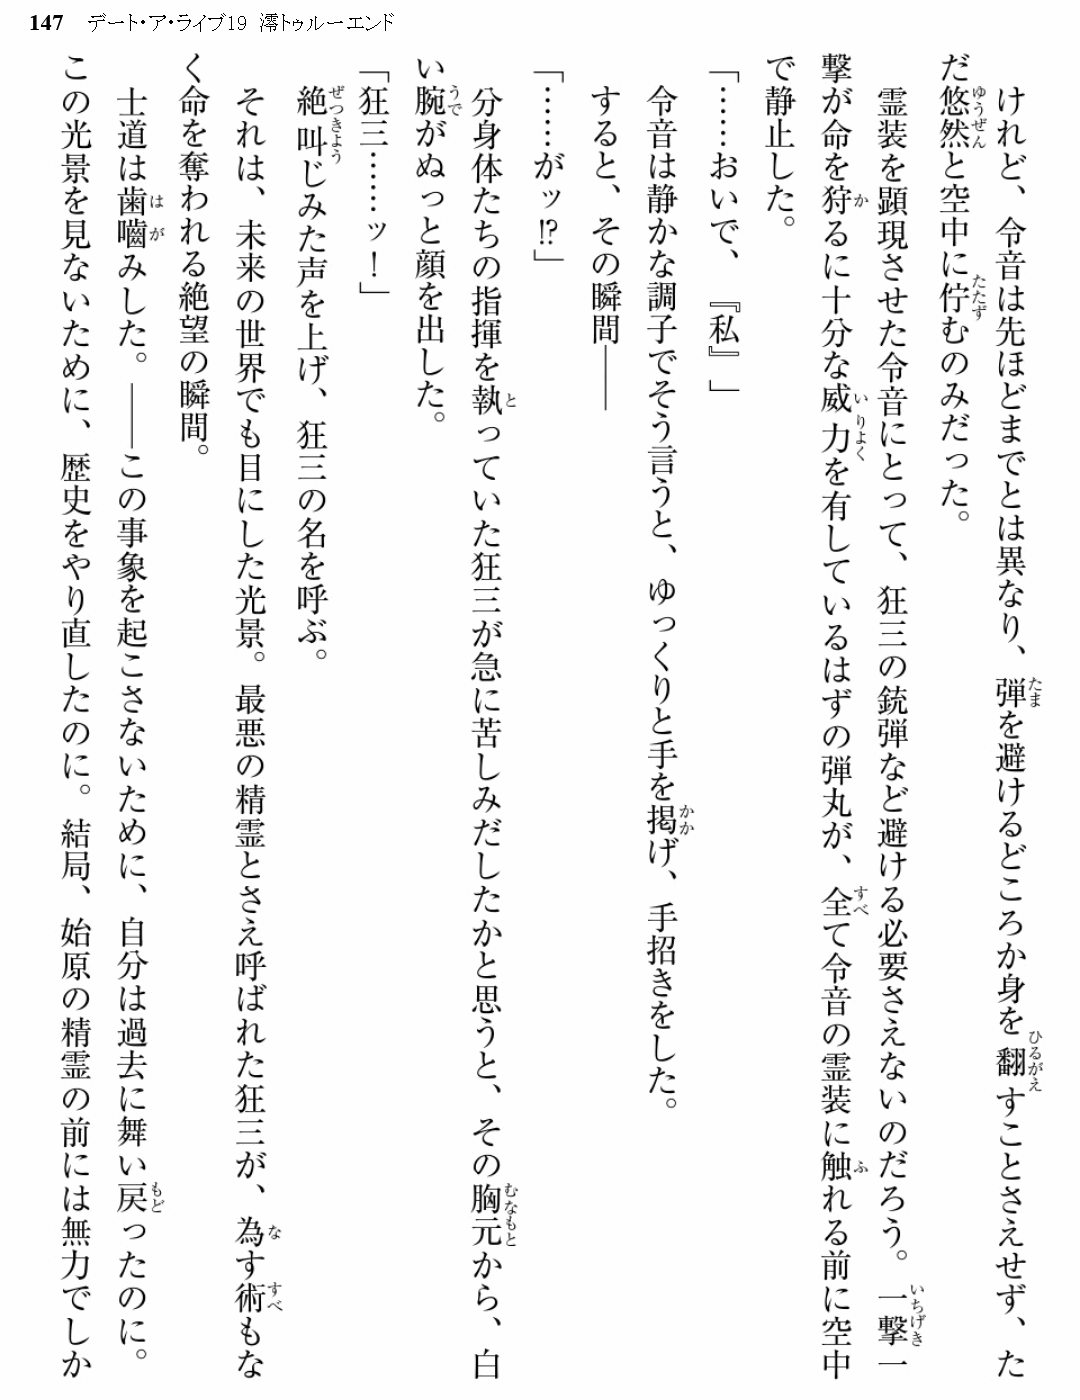 147 デート・ア・ライブ19 澪トゥルーエンド
けれど、令音は先ほどまでとは異なり、弾を避けるどころか身を翻すことさえせず、た
だ悠然と空中に佇むのみだった。
霊装を顕現させた令音にとって、狂三の銃弾など避ける必要さえないのだろう。一撃一
撃が命を狩るに十分な威力を有しているはずの弾丸が、全て令音の霊装に触れる前に空中
で静止した。
「……おいで、『私』」
令音は静かな調子でそう言うと、ゆっくりと手を掲げ、手招きをした。
すると、その瞬間――
「……がッ⁉」
分身体たちの指揮を執っていた狂三が急に苦しみだしたかと思うと、その胸元から、白
い腕がぬっと顔を出した。
「狂三……ッ！」
絶叫じみた声を上げ、狂三の名を呼ぶ。
それは、未来の世界でも目にした光景。最悪の精霊とさえ呼ばれた狂三が、為す術もな
く命を奪われる絶望の瞬間。
士道は歯嚙みした。――この事象を起こさないために、自分は過去に舞い戻ったのに。
この光景を見ないために、歴史をやり直したのに。結局、始原の精霊の前には無力でしか